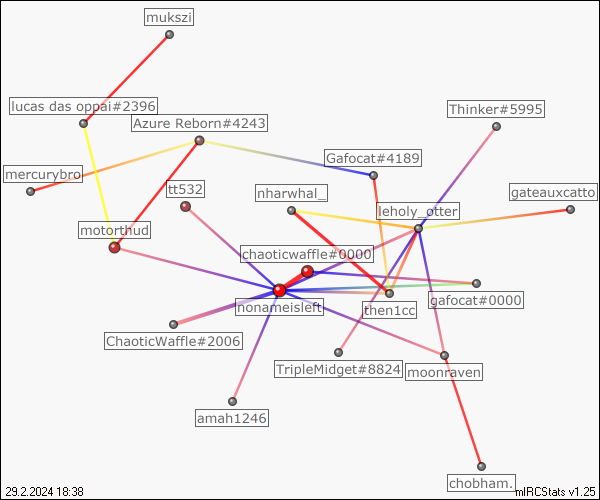 mukszi
lucas das oppai#2396
Thinker#5995
Azure Reborn#4243
Gafocat#4189
mercurybro
tt532
nharwhal_
gateauxcatto
leholy_otter
motorthud
chaoticwaffle#0000
gafocat#0000
nonameisleft
then1cc
ChaoticWaffle#2006
TripleMidget#8824
moonraven
amah1246
chobham.
29.2.2024 18:38
mIRCStats v1.25